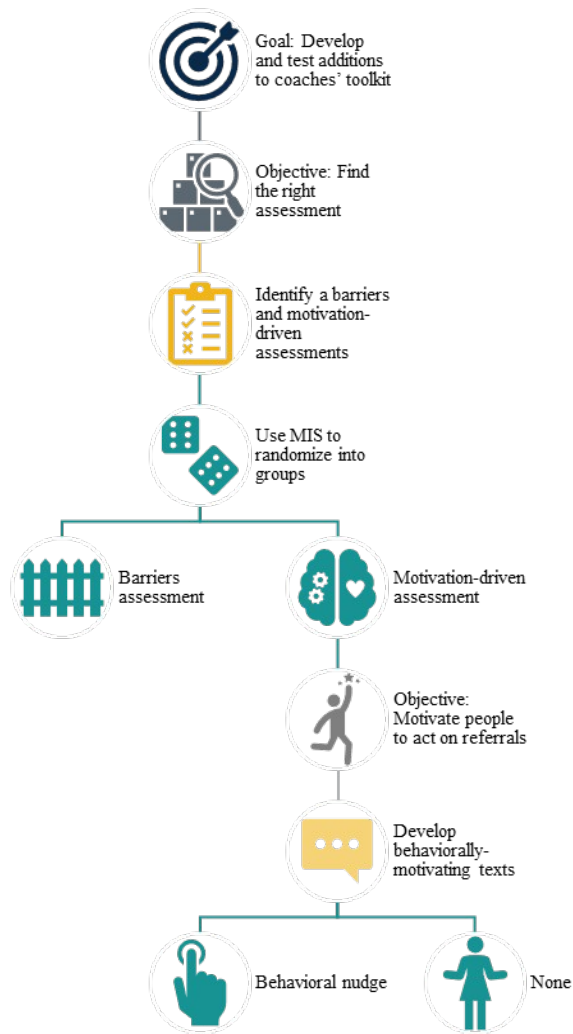 Goal: Develop
and test additions
to coaches' toolkit
Objective: Find
the right
assessment
Identify a barriers
and motivation-
driven
assessments
Use MIS to
randomize into
groups
Barriers
assessment
Motivation-driven
assessment
Objective:
Motivate people
to act on referrals
Develop
behaviorally-
motivating texts
Behavioral nudge
None